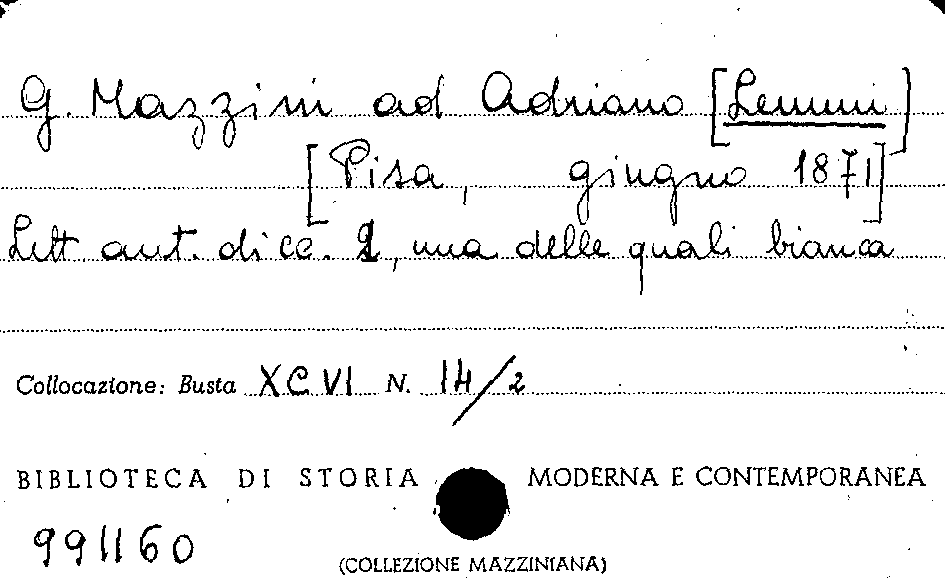 G. Mazzini ad Adriano [Lemmi]
[Pisa, giugno 1871]
Lett. aut. di cc. 2, una delle quali bianca
Collocazione: Busta XCVI N. 14/2
BIBLIOTECA DI STORIA MODERNA E CONTEMPORANEA
991160
(COLLEZIONE MAZZINIANA)